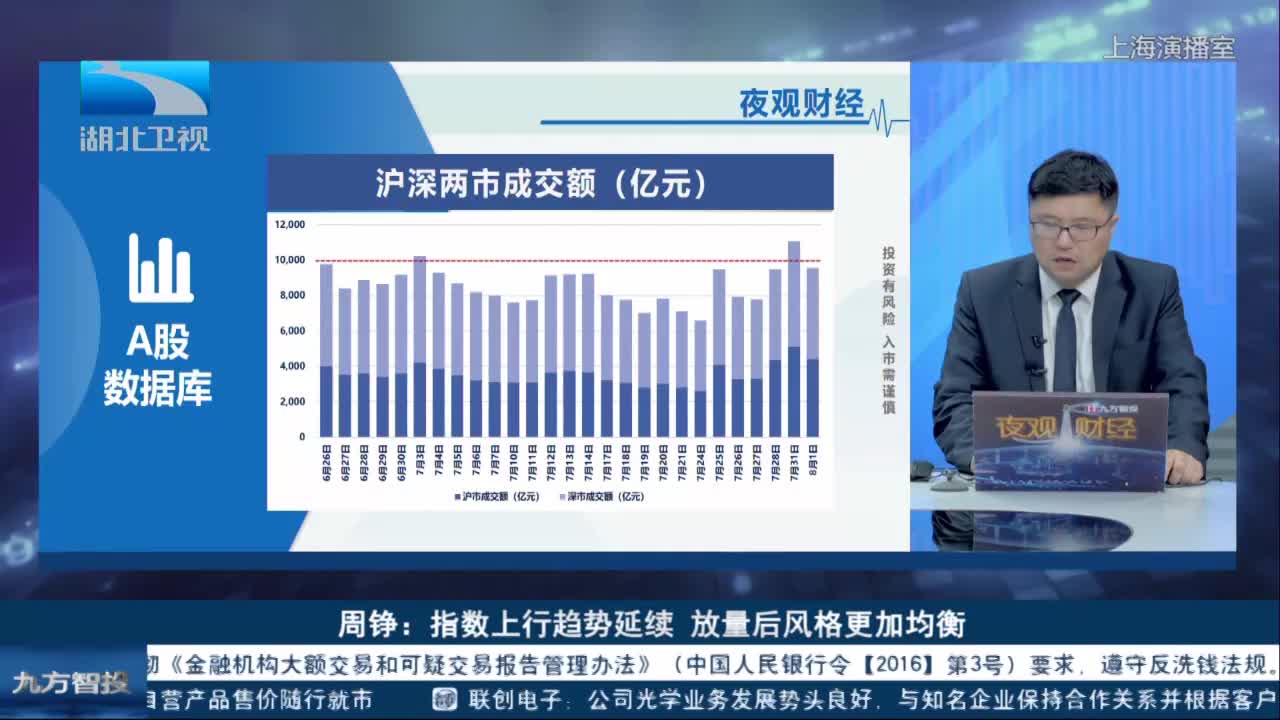 上海演播室
湖北卫视
夜观财经
沪深两市成交额（亿元）
12,000
10,000
8,000
6,000
4,000
2,000
0
6月26日
6月27日
6月28日
6月29日
6月30日
7月3日
7月4日
7月5日
7月6日
7月7日
7月10日
7月11日
7月12日
7月13日
7月14日
7月17日
7月18日
7月19日
7月20日
7月21日
7月24日
7月25日
7月26日
7月27日
7月28日
7月31日
8月1日
沪市成交额（亿元） 深市成交额（亿元）
A股
数据库
投资有风险 入市需谨慎
九方智投
夜观财经
周铮：指数上行趋势延续 放量后风格更加均衡
《金融机构大额交易和可疑交易报告管理办法》（中国人民银行令【2016】第3号）要求，遵守反洗钱法规。
九方智投
自营产品售价随行就市 联创电子：公司光学业务发展势头良好，与知名企业保持合作关系并根据客户